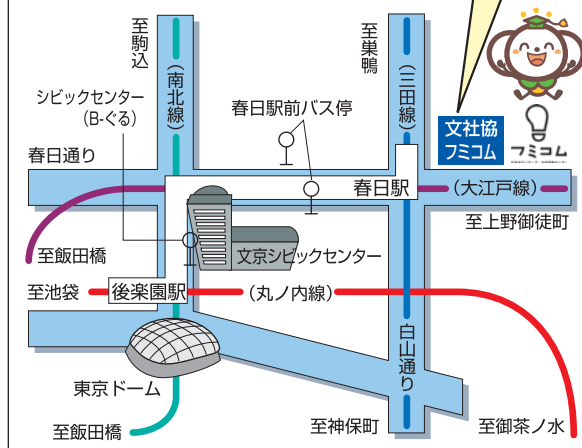 至駒込
(南北線)
至巣鴨
(三田線)
シビックセンター
(B-ぐる)
春日駅前バス停
文社協
フミコム
フミコム
春日通り
春日駅
(大江戸線)
至上野御徒町
至飯田橋
文京シビックセンター
至池袋
後楽園駅
(丸ノ内線)
白山通り
東京ドーム
至飯田橋
至神保町
至御茶ノ水